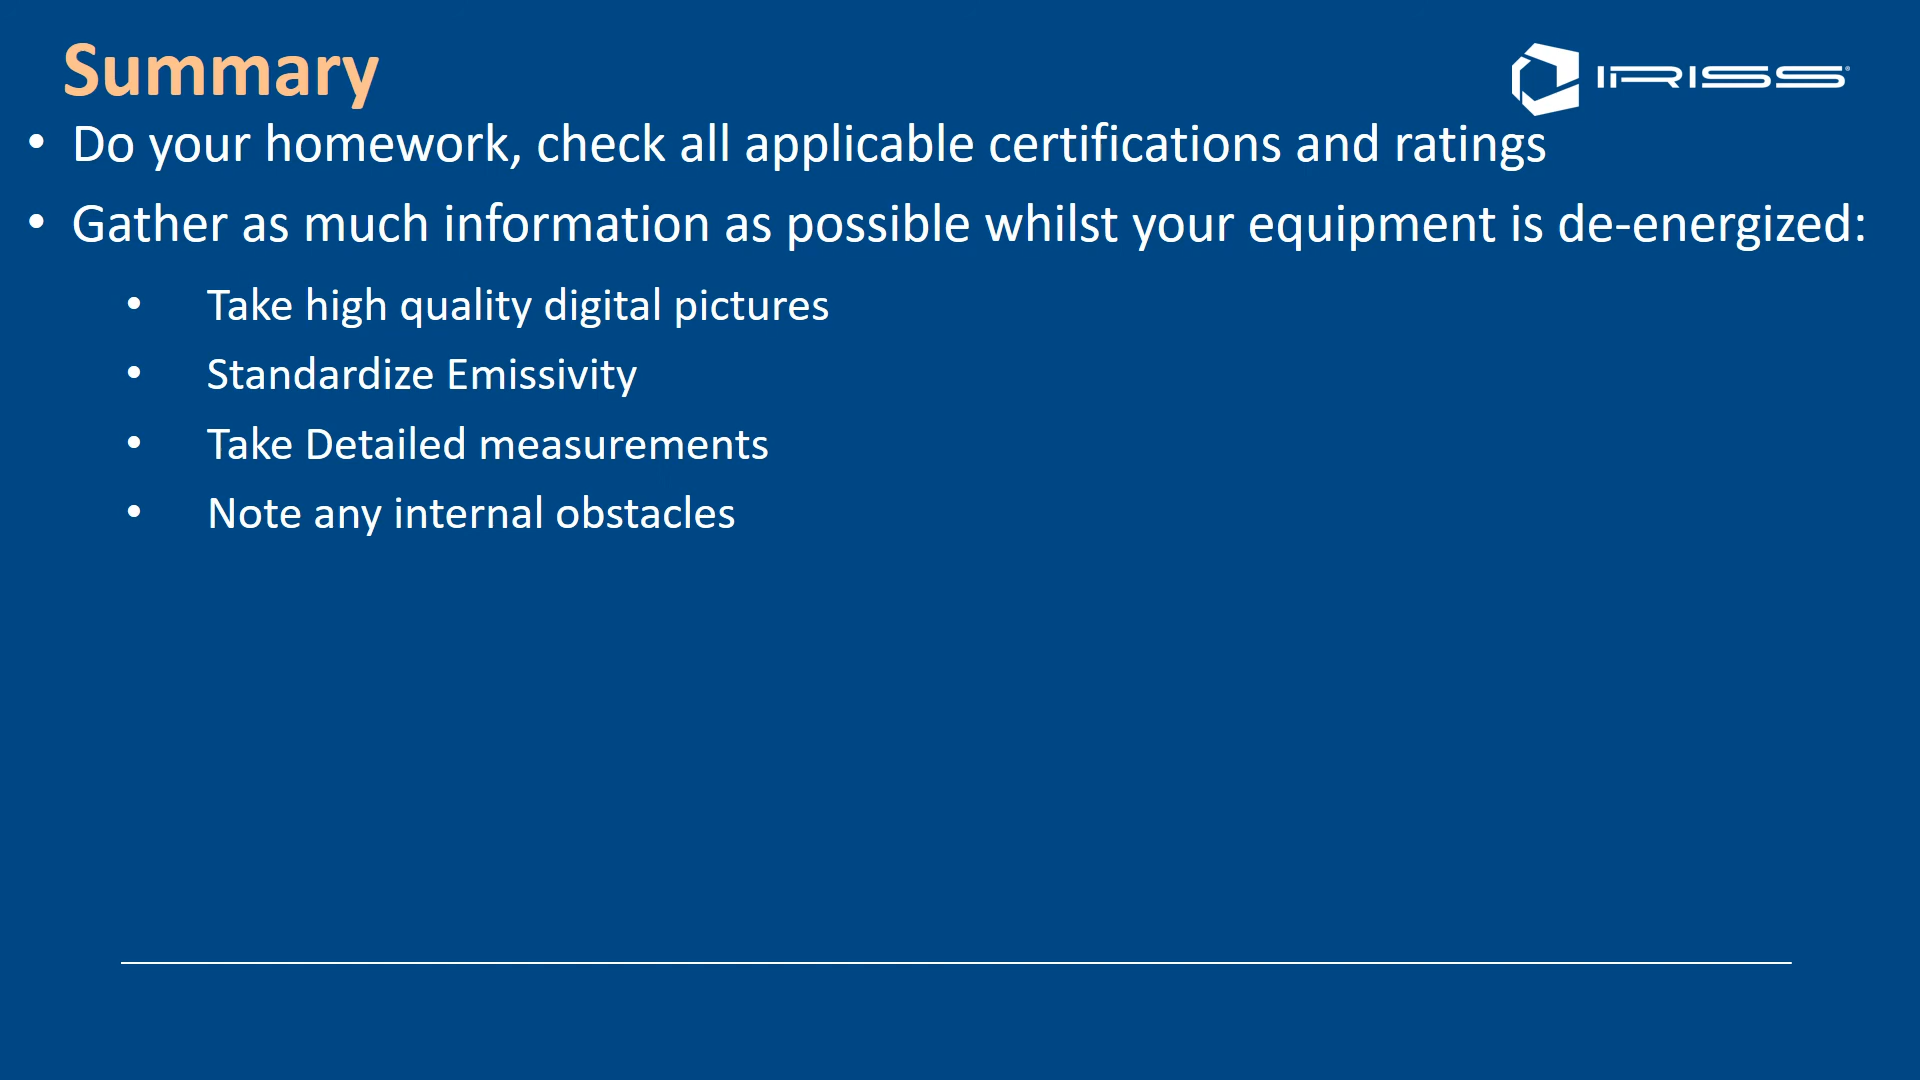 Summary
IRISS®
• Do your homework, check all applicable certifications and ratings
• Gather as much information as possible whilst your equipment is de-energized:
• Take high quality digital pictures
• Standardize Emissivity
• Take Detailed measurements
• Note any internal obstacles